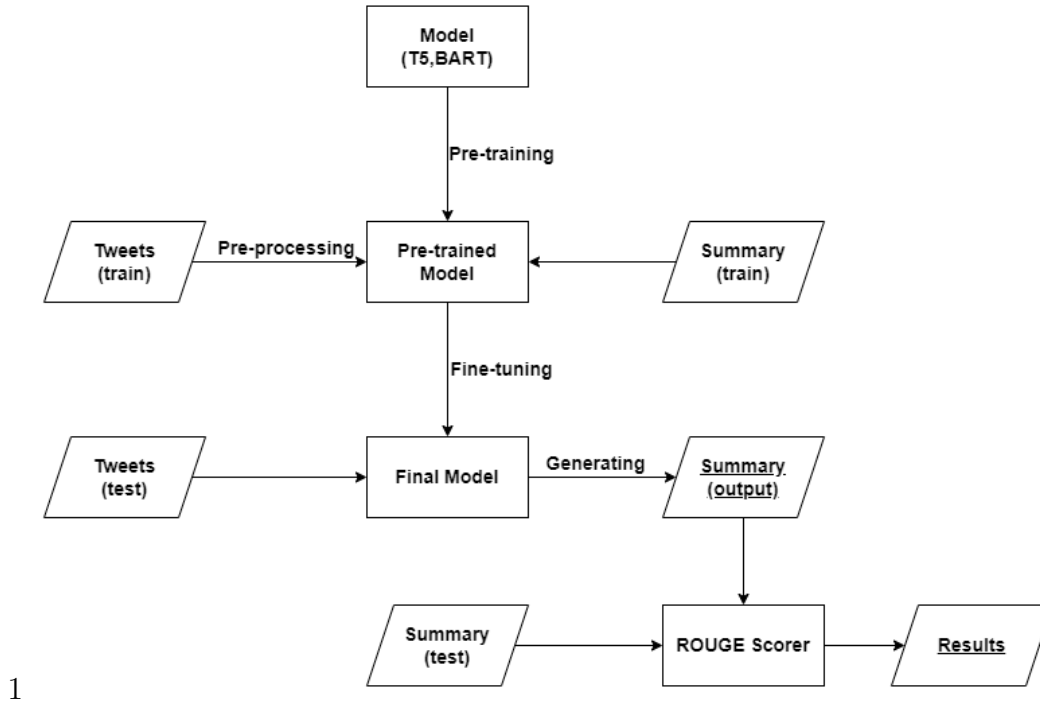 Model
(T5,BART)
Pre-training
Tweets
(train)
Pre-processing
Pre-trained
Model
Summary
(train)
Fine-tuning
Tweets
(test)
Final Model
Generating
Summary
(output)
Summary
(test)
ROUGE Scorer
Results
1